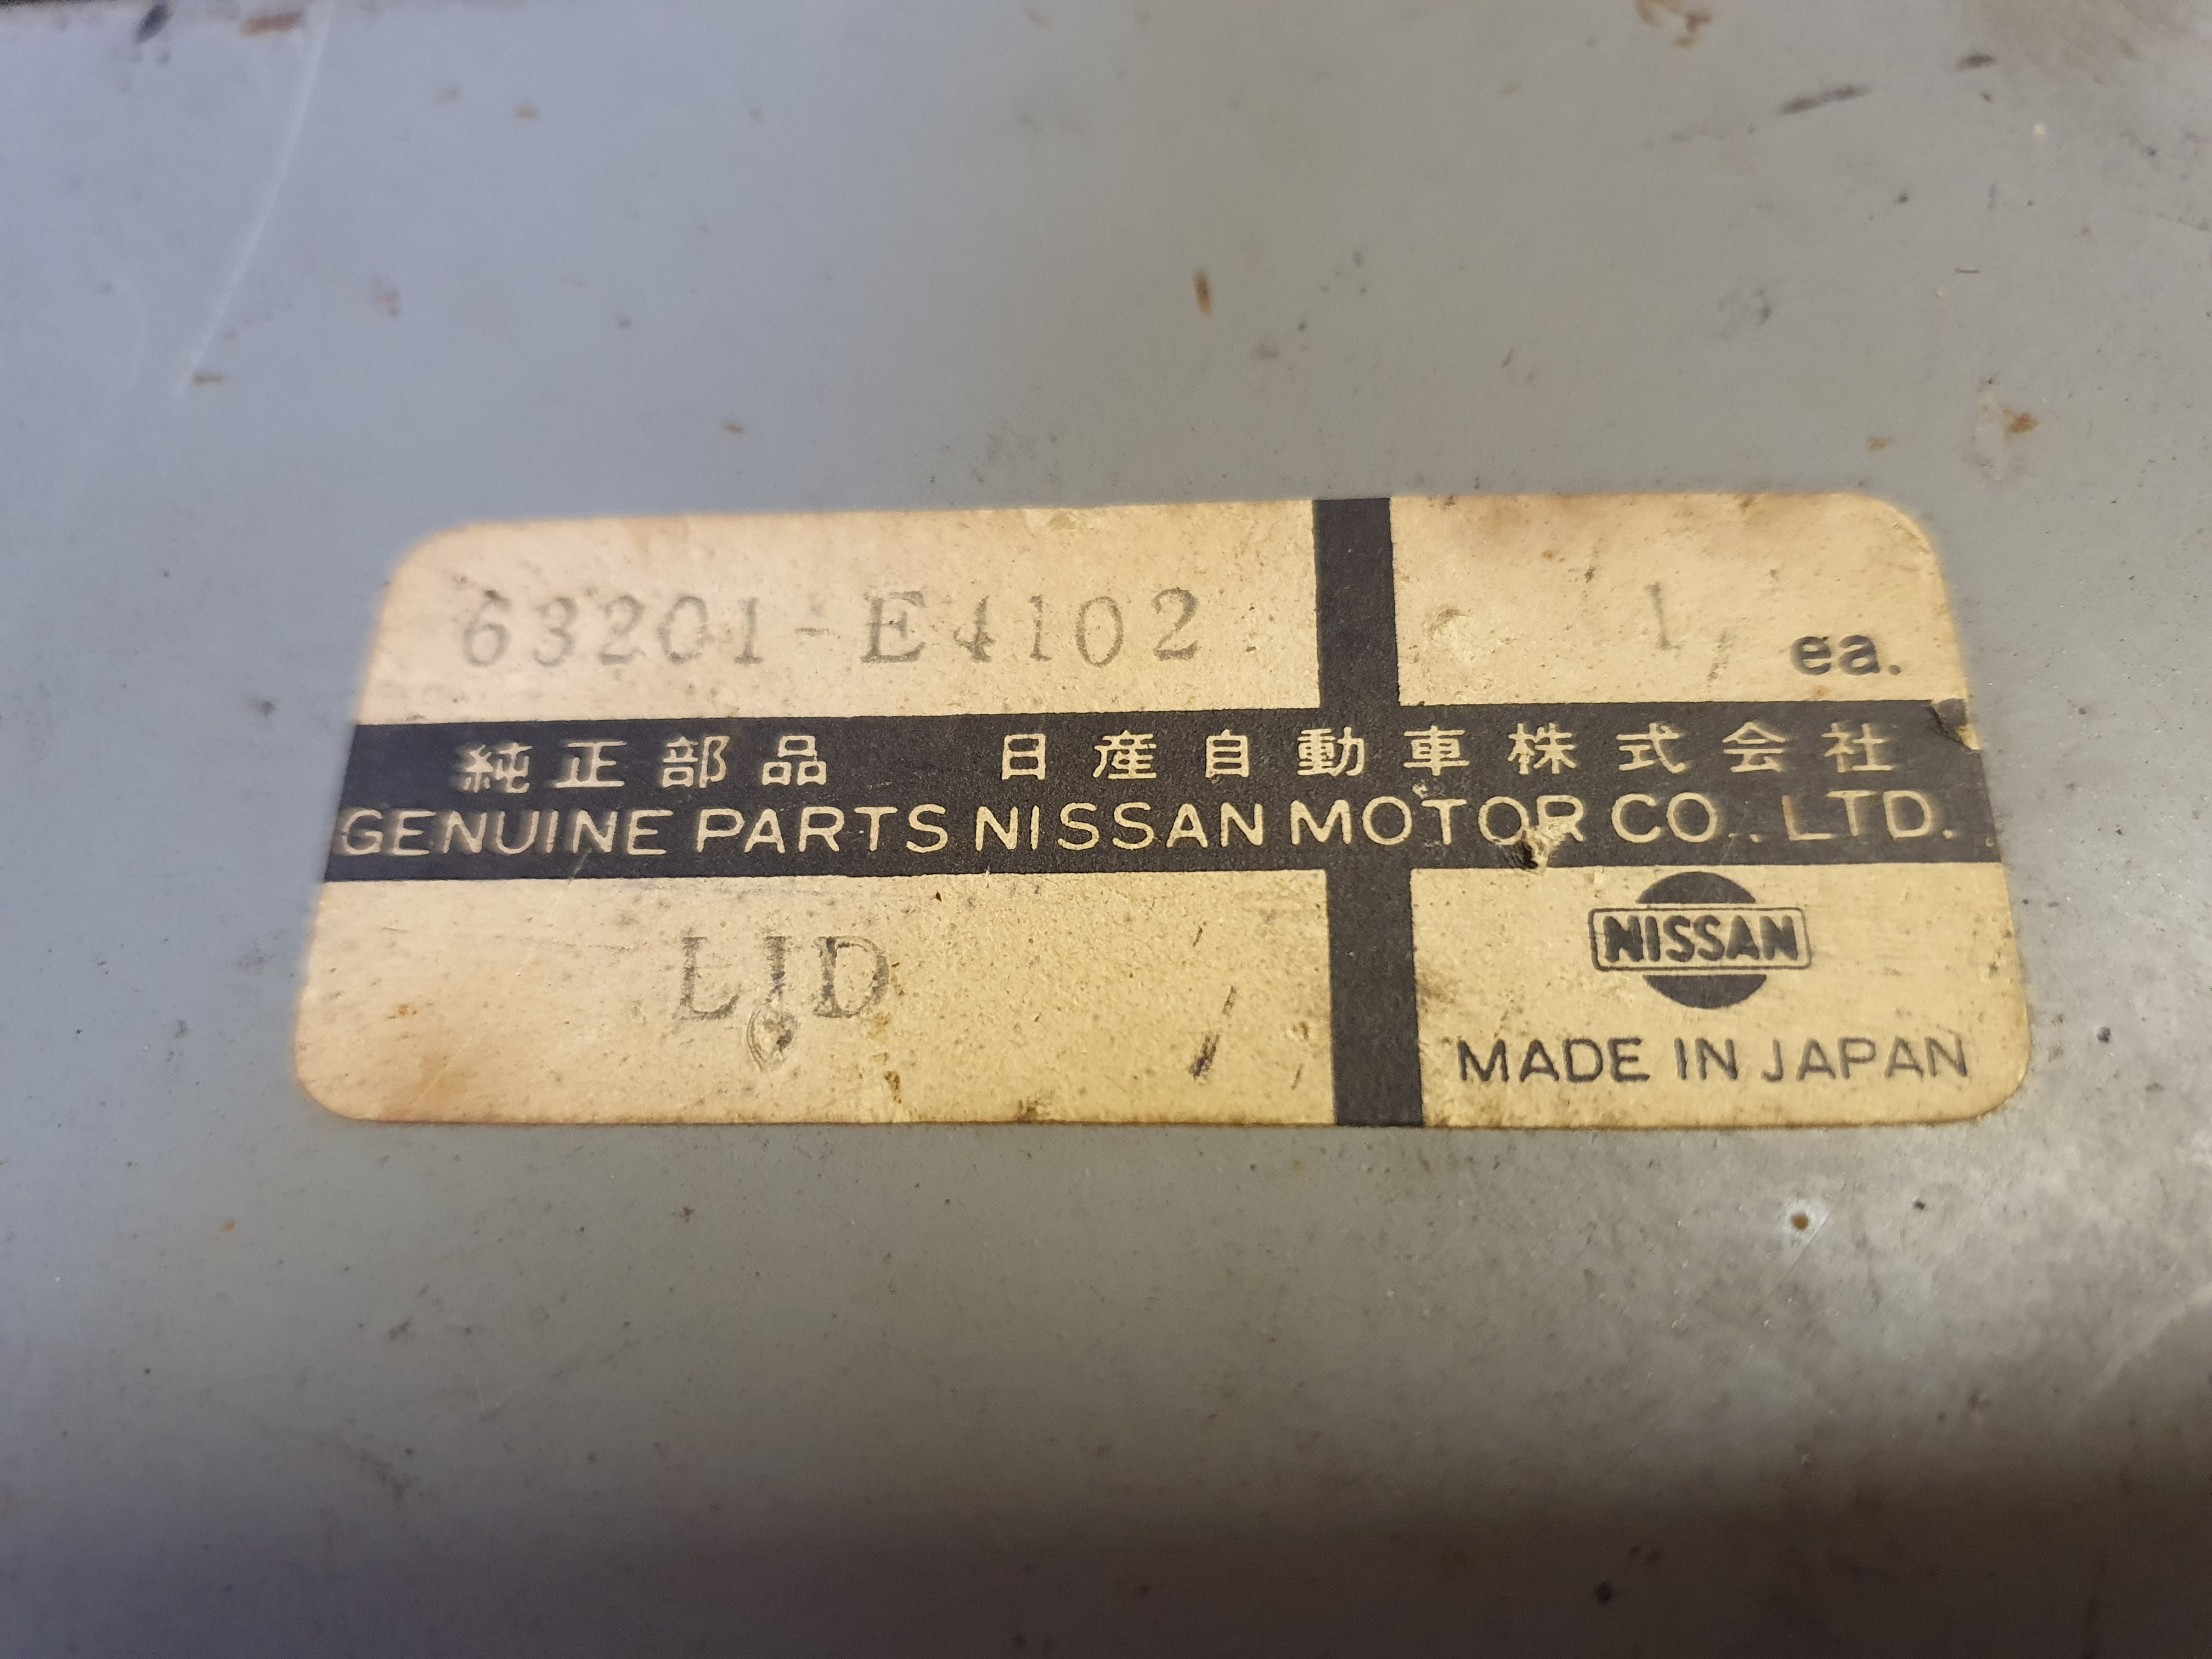 63201-E4102
1 ea.
純正部品 日産自動車株式会社
GENUINE PARTS NISSAN MOTOR CO., LTD.
LID
NISSAN
MADE IN JAPAN